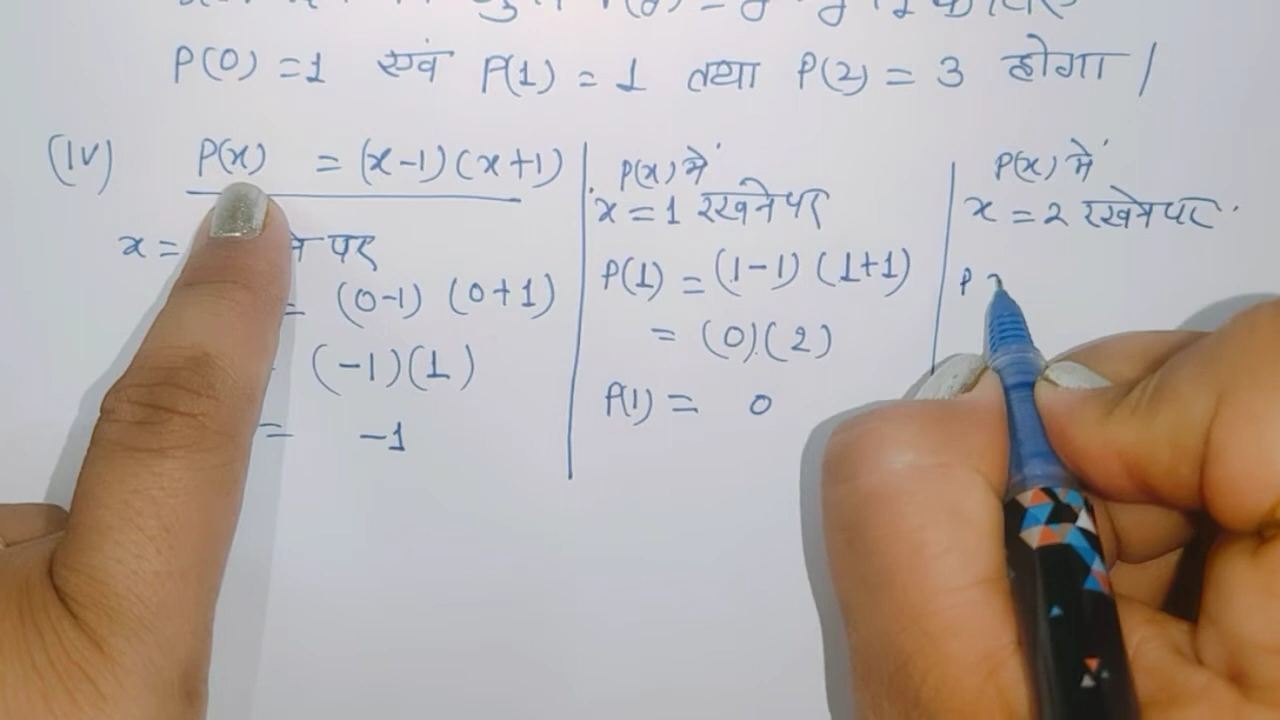 P(0) = 1 एवं P(1) = 1 तथा P(2) = 3 होगा |
(iv) P(x) = (x-1)(x+1)
x = पर
= (0-1) (0+1)
(-1)(1)
= -1
P(x) में
x = 1 रखने पर
P(1) = (1-1) (1+1)
= (0).(2)
P(1) = 0
P(x) में
x = 2 रखने पर
P